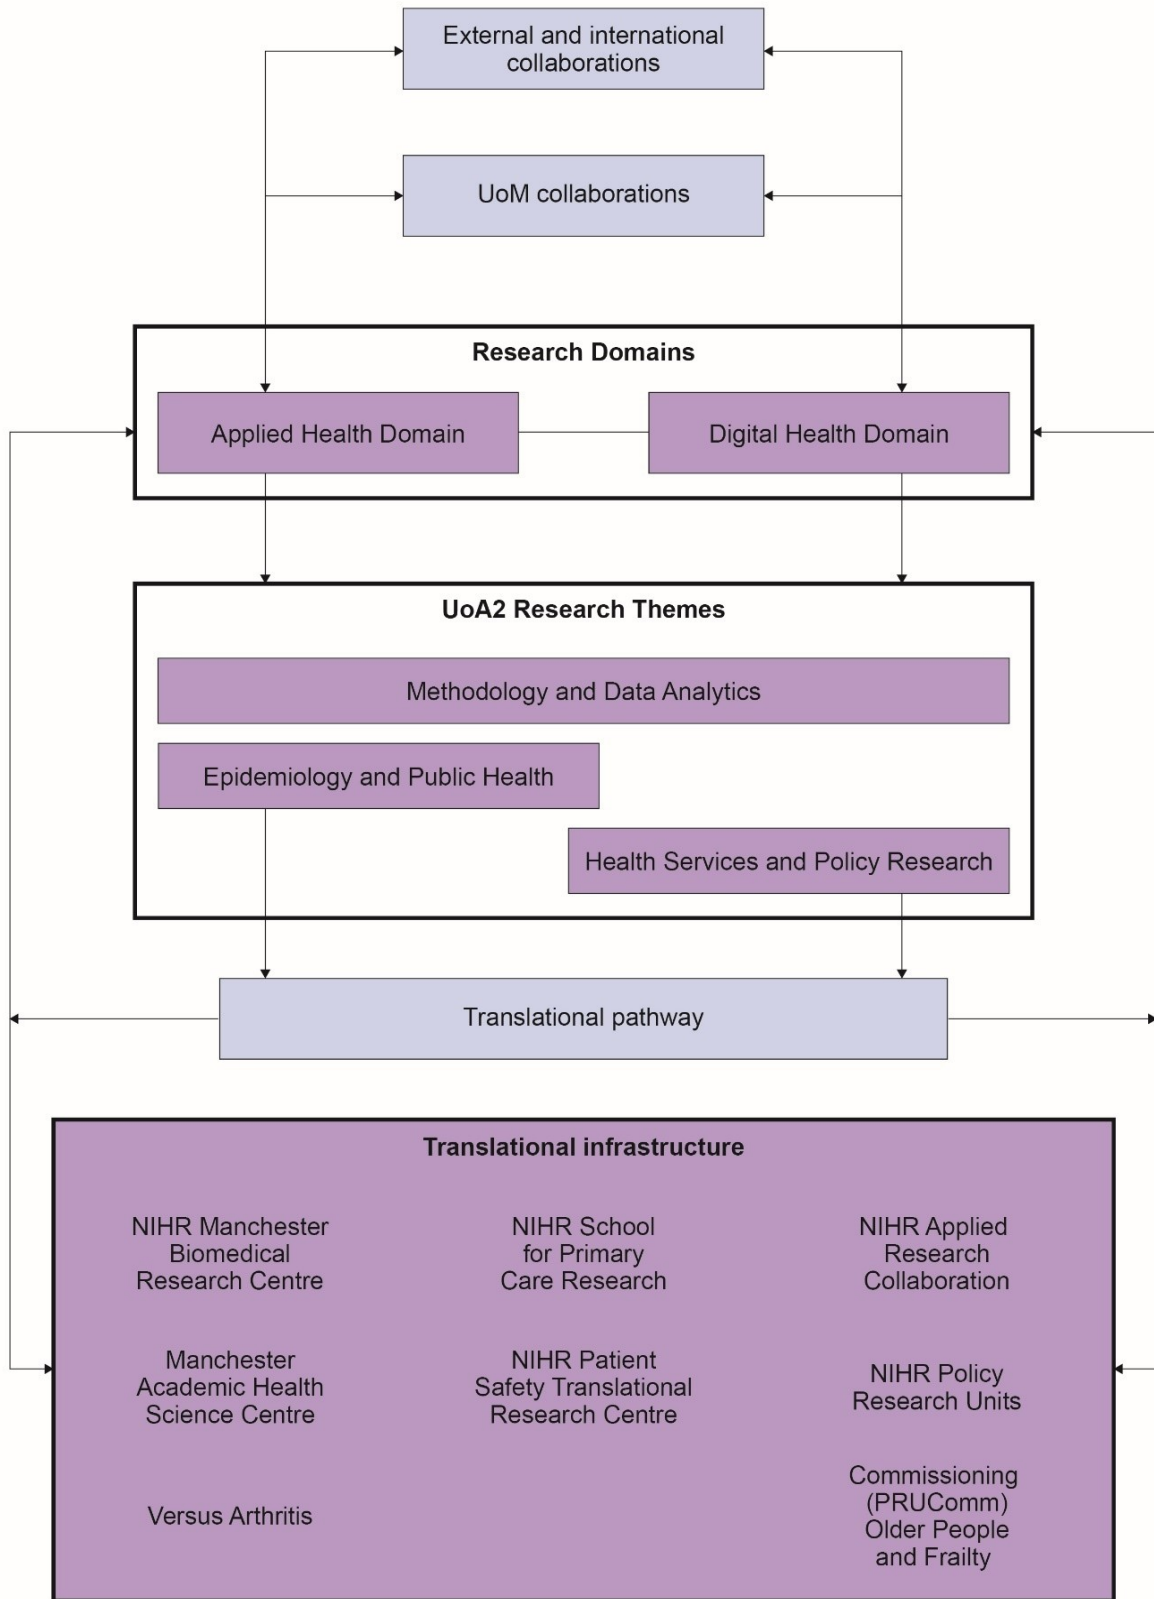 External and international
collaborations
UoM collaborations
Research Domains
Applied Health Domain
Digital Health Domain
UoA2 Research Themes
Methodology and Data Analytics
Epidemiology and Public Health
Health Services and Policy Research
Translational pathway
Translational infrastructure
NIHR Manchester
Biomedical
Research Centre
NIHR School
for Primary
Care Research
NIHR Applied
Research
Collaboration
Manchester
Academic Health
Science Centre
NIHR Patient
Safety Translational
Research Centre
NIHR Policy
Research Units
Versus Arthritis
Commissioning
(PRUComm)
Older People
and Frailty